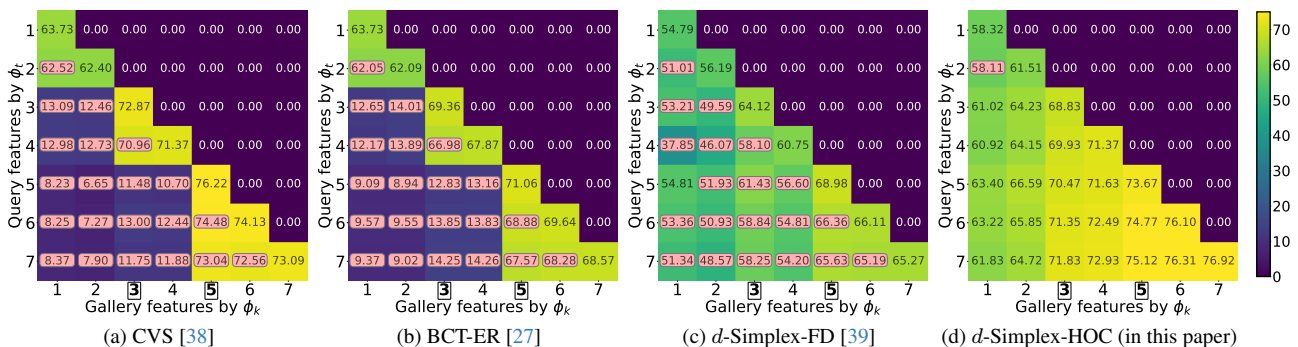 Query features by ϕt
1 63.73 0.00 0.00 0.00 0.00 0.00 0.00
2 62.52 62.40 0.00 0.00 0.00 0.00 0.00
3 13.09 12.46 72.87 0.00 0.00 0.00 0.00
4 12.98 12.73 70.96 71.37 0.00 0.00 0.00
5 8.23 6.65 11.48 10.70 76.22 0.00 0.00
6 8.25 7.27 13.00 12.44 74.48 74.13 0.00
7 8.37 7.90 11.75 11.88 73.04 72.56 73.09
1 2 3 4 5 6 7
Gallery features by ϕk
(a) CVS [38]
Query features by ϕt
1 63.73 0.00 0.00 0.00 0.00 0.00 0.00
2 62.05 62.09 0.00 0.00 0.00 0.00 0.00
3 12.65 14.01 69.36 0.00 0.00 0.00 0.00
4 12.17 13.89 66.98 67.87 0.00 0.00 0.00
5 9.09 8.94 12.83 13.16 71.06 0.00 0.00
6 9.57 9.55 13.85 13.83 68.88 69.64 0.00
7 9.37 9.02 14.25 14.26 67.57 68.28 68.57
1 2 3 4 5 6 7
Gallery features by ϕk
(b) BCT-ER [27]
Query features by ϕt
1 54.79 0.00 0.00 0.00 0.00 0.00 0.00
2 51.01 56.19 0.00 0.00 0.00 0.00 0.00
3 53.21 49.59 64.12 0.00 0.00 0.00 0.00
4 37.85 46.07 58.10 60.75 0.00 0.00 0.00
5 54.81 51.93 61.43 56.60 68.98 0.00 0.00
6 53.36 50.93 58.84 54.81 66.36 66.11 0.00
7 51.34 48.57 58.25 54.20 65.63 65.19 65.27
1 2 3 4 5 6 7
Gallery features by ϕk
(c) d-Simplex-FD [39]
Query features by ϕt
1 58.32 0.00 0.00 0.00 0.00 0.00 0.00
2 58.11 61.51 0.00 0.00 0.00 0.00 0.00
3 61.02 64.23 68.83 0.00 0.00 0.00 0.00
4 60.92 64.15 69.93 71.37 0.00 0.00 0.00
5 63.40 66.59 70.47 71.63 73.67 0.00 0.00
6 63.22 65.85 71.35 72.49 74.77 76.10 0.00
7 61.83 64.72 71.83 72.93 75.12 76.31 76.92
1 2 3 4 5 6 7
Gallery features by ϕk
(d) d-Simplex-HOC (in this paper)
70
60
50
40
30
20
10
0